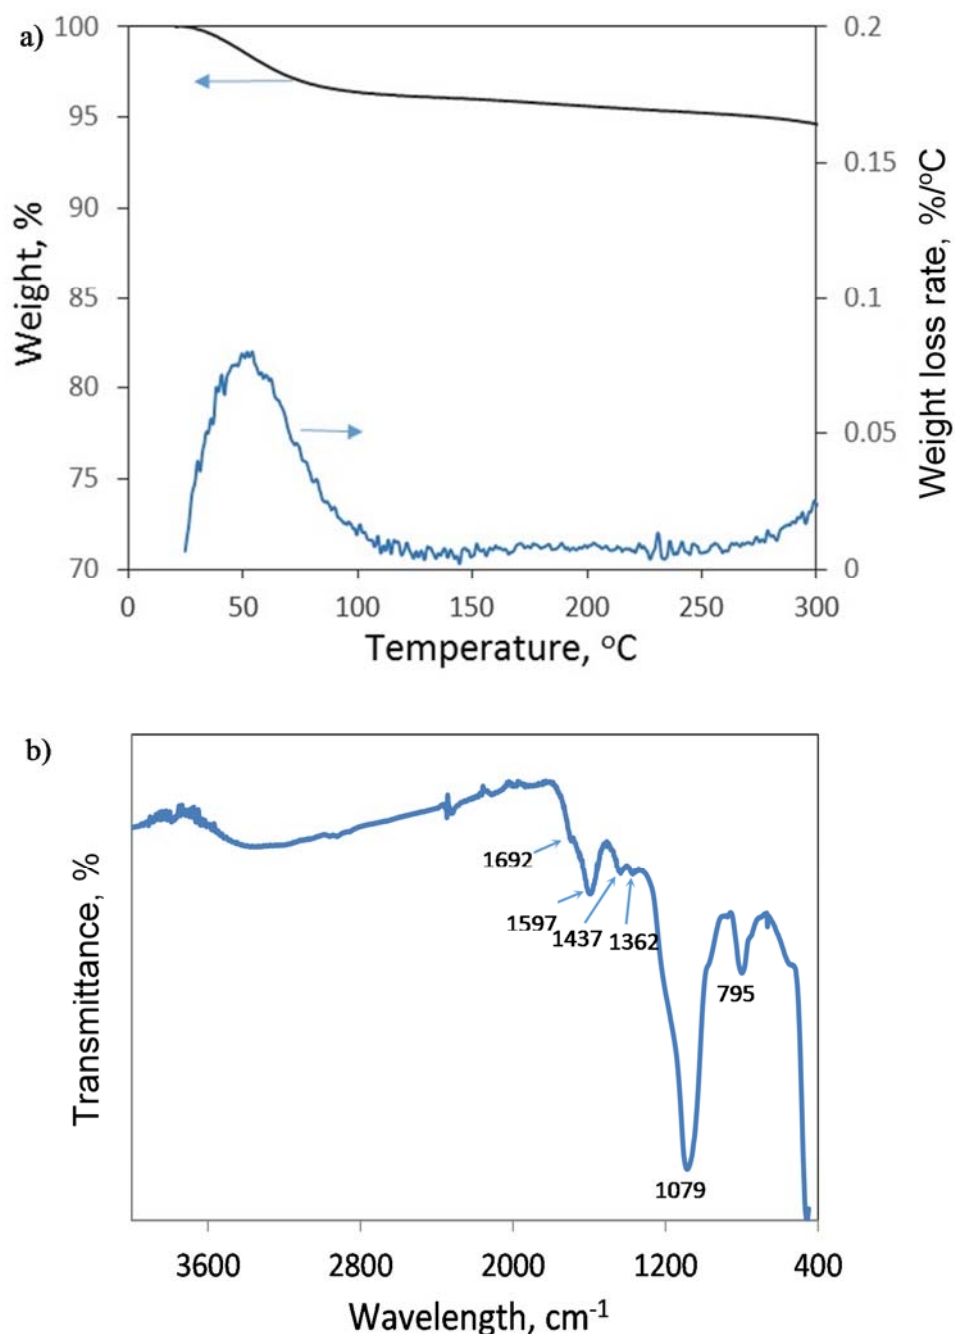 a)
100
95
90
85
80
75
70
Weight, %
0.2
0.15
0.1
0.05
0
Weight loss rate, %/ºC
0 50 100 150 200 250 300
Temperature, ºC
b)
Transmittance, %
1692
1597
1437
1362
1079
795
3600 2800 2000 1200 400
Wavelength, cm⁻¹